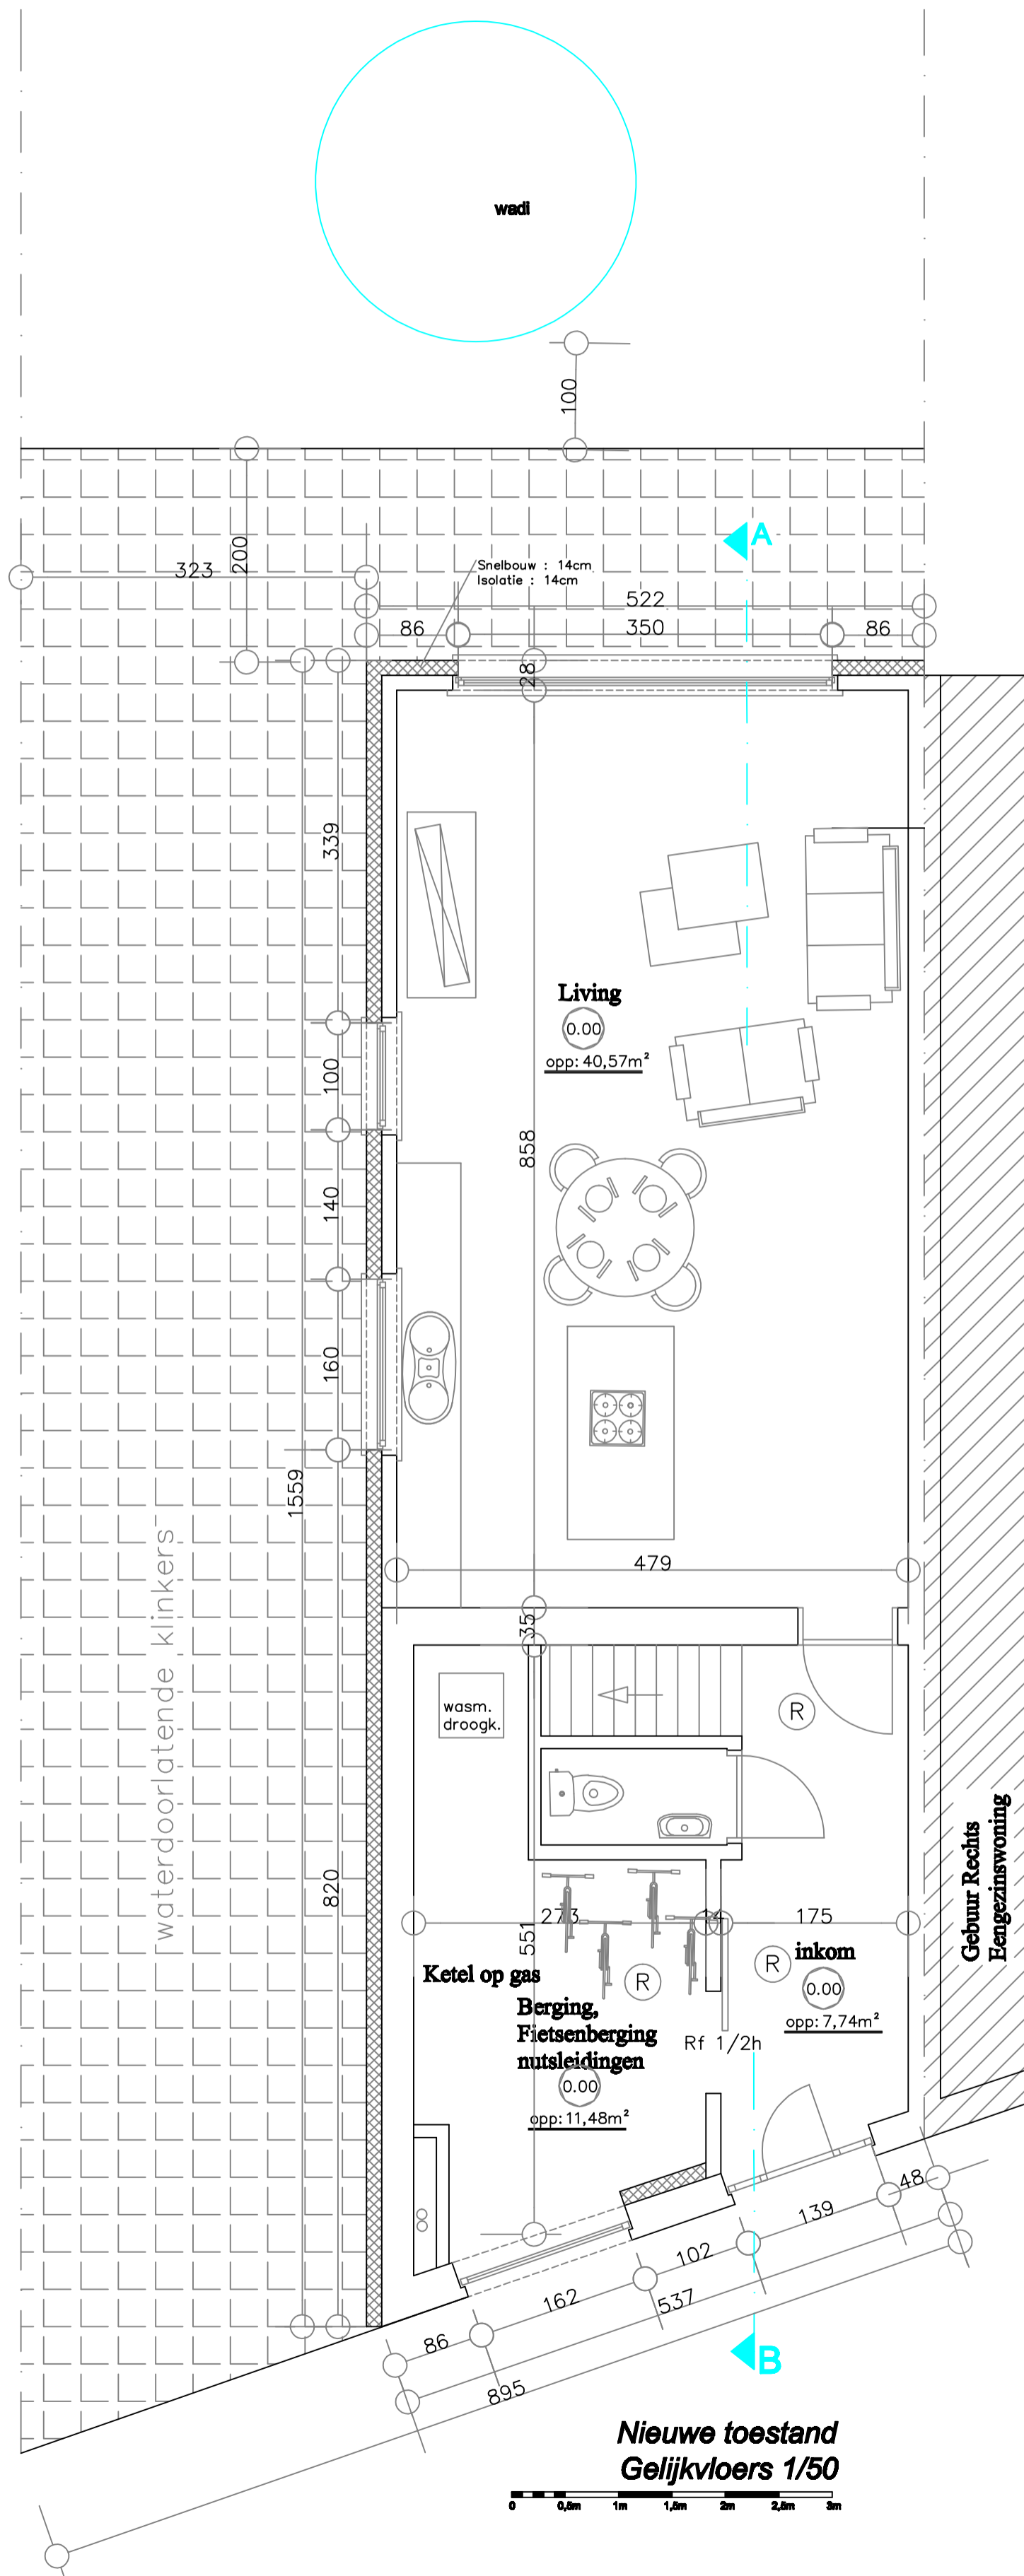 wadi
100
200
323
A
Snelbouw : 14cm
Isolatie : 14cm
522
86
350
86
28
339
Living
0.00
opp: 40,57m²
100
858
140
160
1559
479
35
waterdoorlatende klinkers
wasm.
droogk.
R
820
273
14
175
551
Gebuur Rechts
Eengezinswoning
inkom
R
0.00
opp: 7,74m²
Ketel op gas
R
Berging,
Fietsenberging
nutsleidingen
Rf 1/2h
0.00
opp: 11,48m²
48
139
102
162
537
86
895
B
Nieuwe toestand
Gelijkvloers 1/50
0 0,5m 1m 1,5m 2m 2,5m 3m